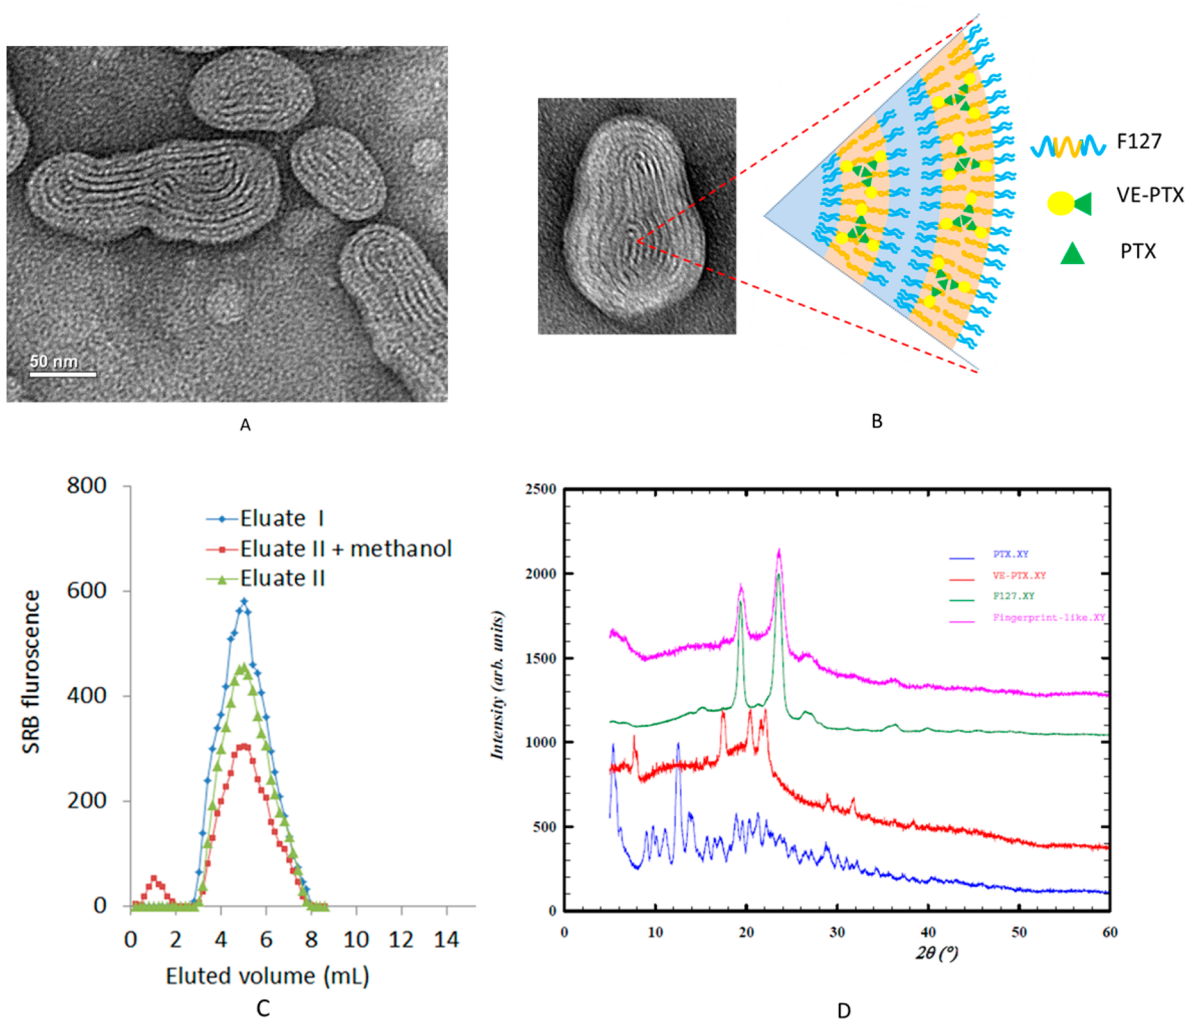 50 nm
A
F127
VE-PTX
PTX
B
800
600
400
200
0
SRB fluroscence
Eluate I
Eluate II + methanol
Eluate II
0 2 4 6 8 10 12 14
Eluted volume (mL)
C
2500
2000
1500
1000
500
0
Intensity (arb. units)
PTX.XY
VE-PTX.XY
F127.XY
Fingerprint-like.XY
0 10 20 30 40 50 60
2θ (°)
D